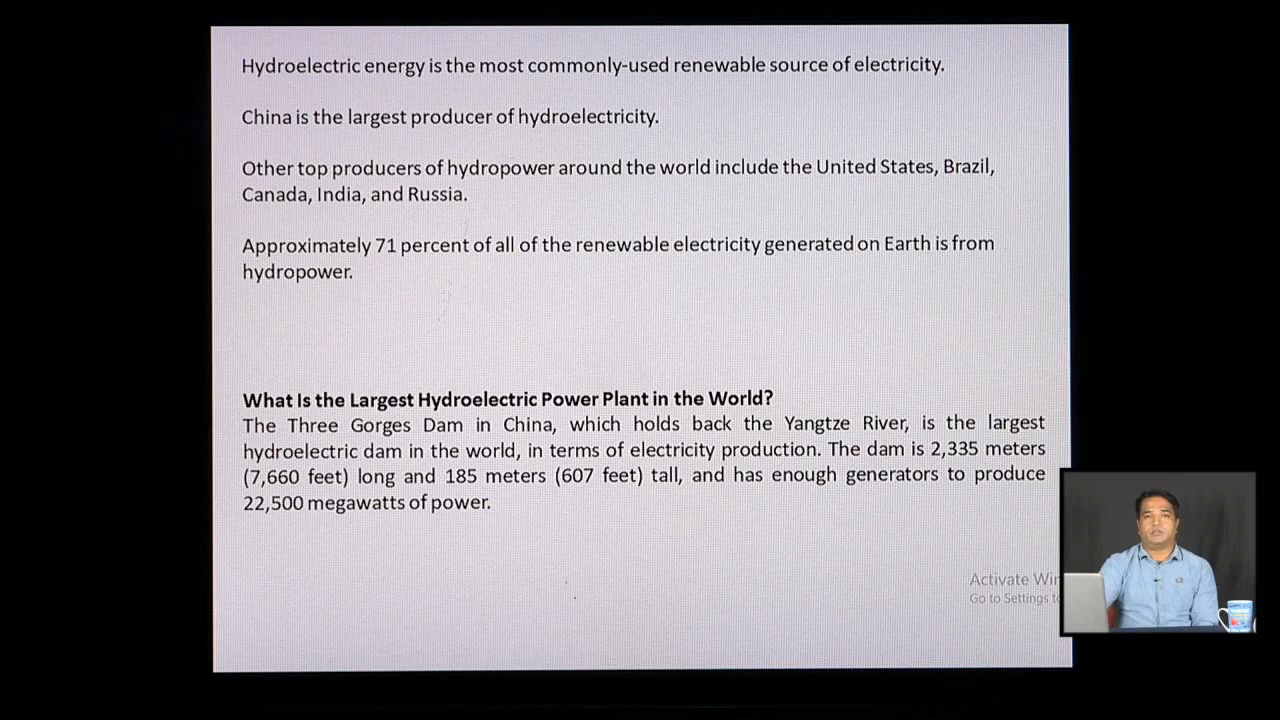 Hydroelectric energy is the most commonly-used renewable source of electricity.
China is the largest producer of hydroelectricity.
Other top producers of hydropower around the world include the United States, Brazil,
Canada, India, and Russia.
Approximately 71 percent of all of the renewable electricity generated on Earth is from
hydropower.
What Is the Largest Hydroelectric Power Plant in the World?
The Three Gorges Dam in China, which holds back the Yangtze River, is the largest
hydroelectric dam in the world, in terms of electricity production. The dam is 2,335 meters
(7,660 feet) long and 185 meters (607 feet) tall, and has enough generators to produce
22,500 megawatts of power.
Activate Win
Go to Settings to